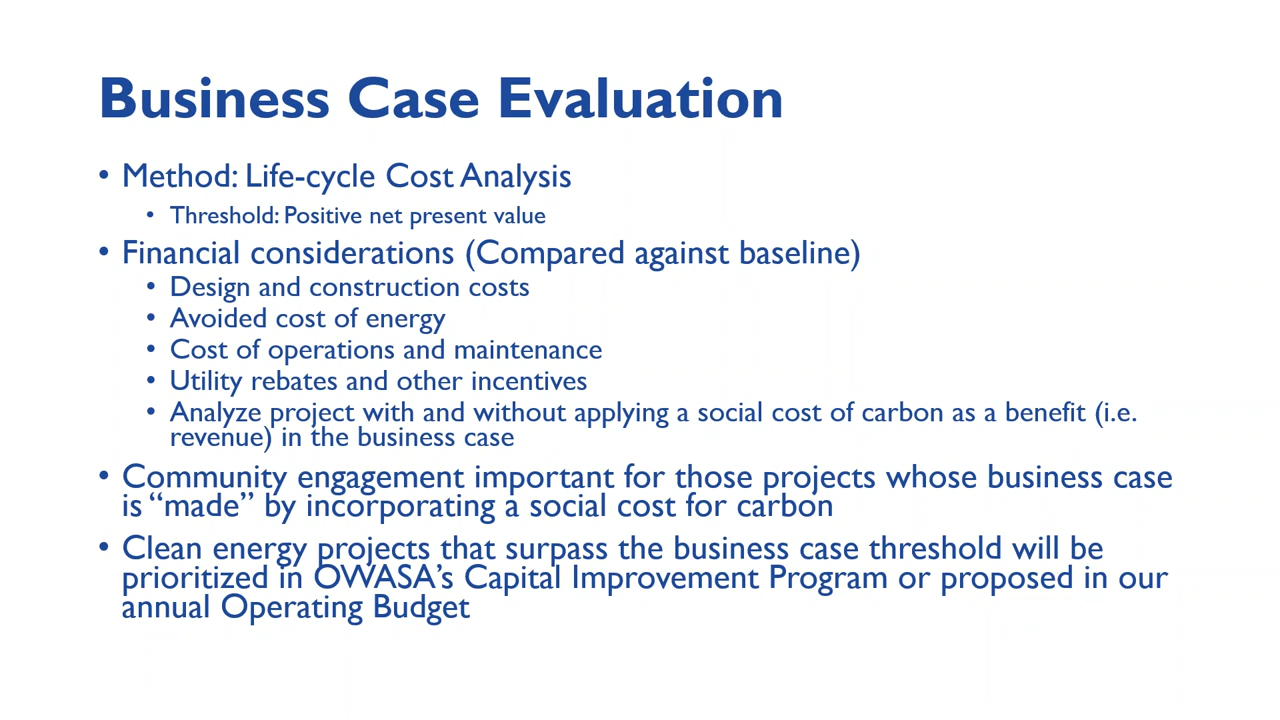 Business Case Evaluation
• Method: Life-cycle Cost Analysis
• Threshold: Positive net present value
• Financial considerations (Compared against baseline)
• Design and construction costs
• Avoided cost of energy
• Cost of operations and maintenance
• Utility rebates and other incentives
• Analyze project with and without applying a social cost of carbon as a benefit (i.e.
revenue) in the business case
• Community engagement important for those projects whose business case
is “made” by incorporating a social cost for carbon
• Clean energy projects that surpass the business case threshold will be
prioritized in OWASA’s Capital Improvement Program or proposed in our
annual Operating Budget